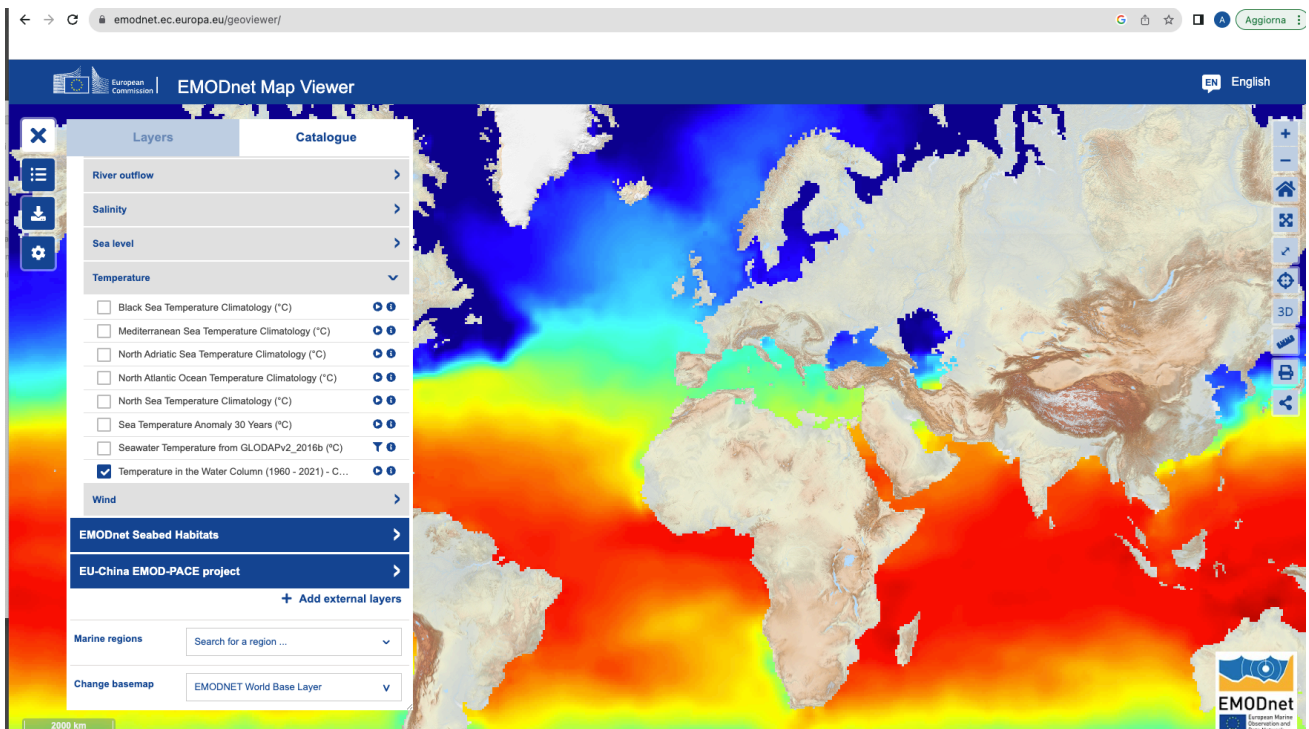 emodnet.ec.europa.eu/geoviewer/
G
A
Aggiorna
European
Commission
EMODnet Map Viewer
EN English
Layers Catalogue
River outflow
Salinity
Sea level
Temperature
Black Sea Temperature Climatology (°C)
Mediterranean Sea Temperature Climatology (°C)
North Adriatic Sea Temperature Climatology (°C)
North Atlantic Ocean Temperature Climatology (°C)
North Sea Temperature Climatology (°C)
Sea Temperature Anomaly 30 Years (°C)
Seawater Temperature from GLODAPv2_2016b (°C)
Temperature in the Water Column (1960 - 2021) - C...
Wind
EMODnet Seabed Habitats
EU-China EMOD-PACE project
+ Add external layers
Marine regions Search for a region ...
Change basemap EMODNET World Base Layer
3D
2000 km
EMODnet
European Marine
Observation and